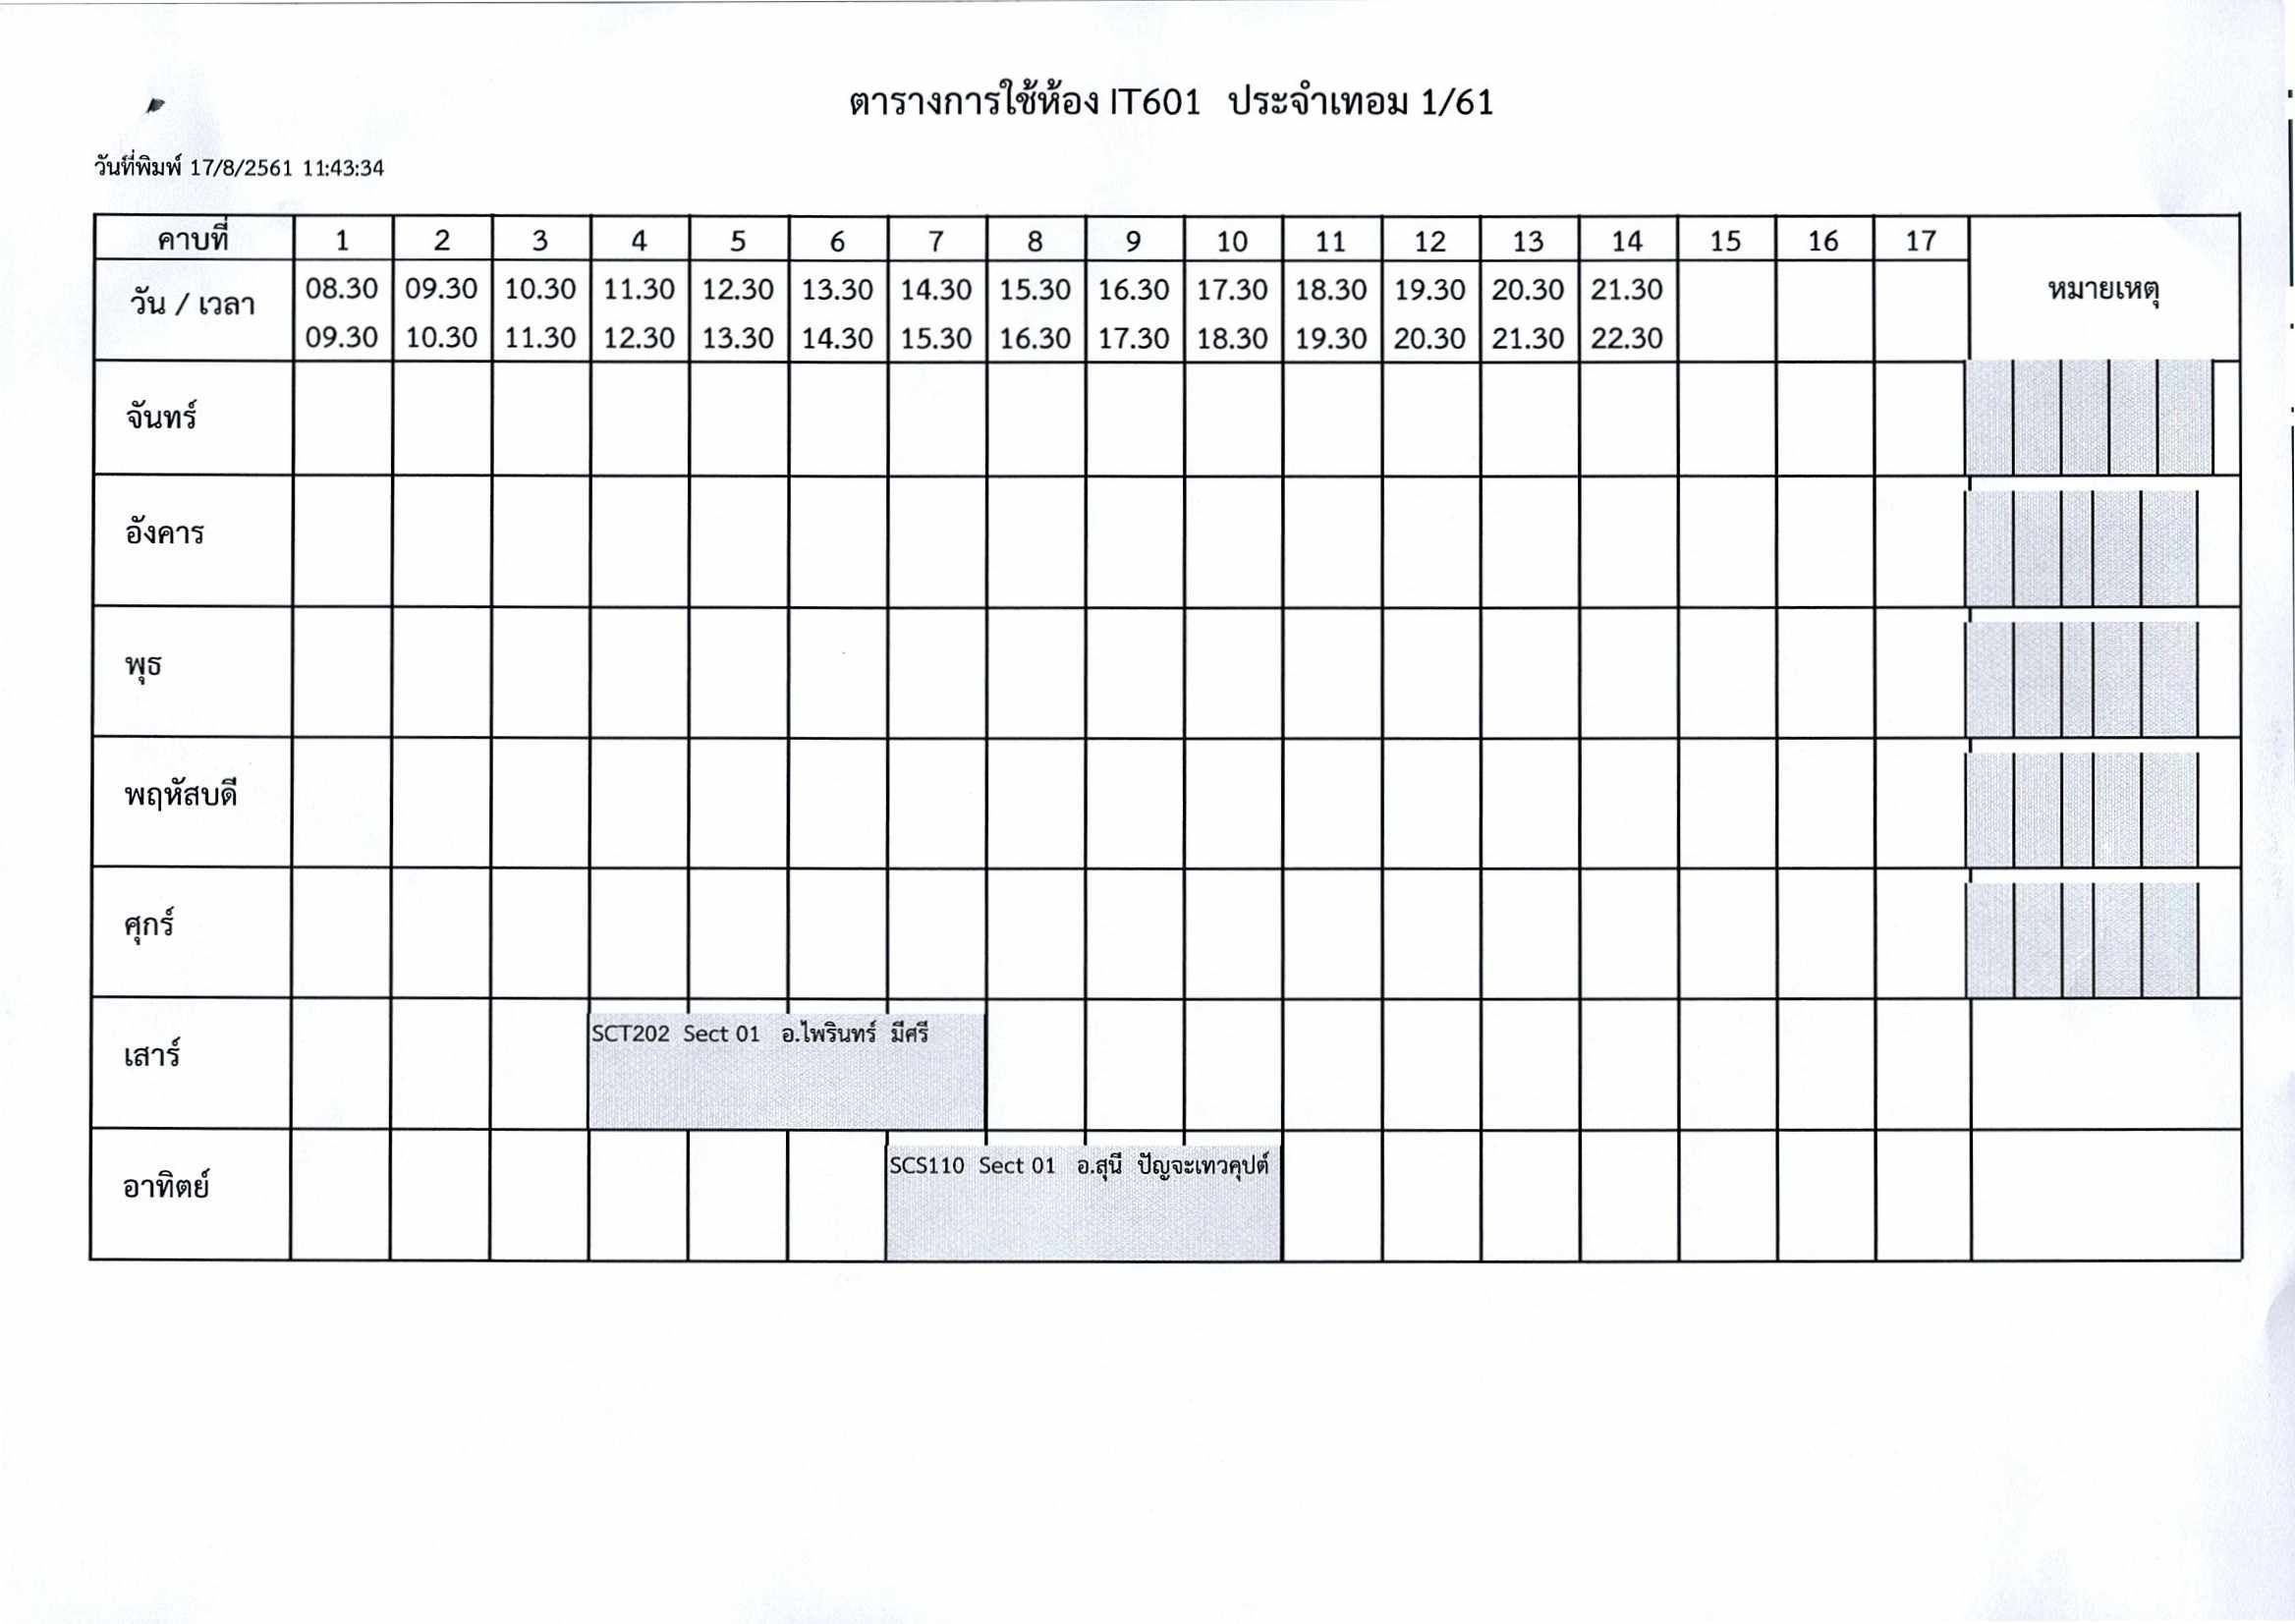 ตารางการใช้ห้อง IT601 ประจำเทอม 1/61
วันที่พิมพ์ 17/8/2561 11:43:34
คาบที่ 1 2 3 4 5 6 7 8 9 10 11 12 13 14 15 16 17
วัน / เวลา 08.30 09.30 10.30 11.30 12.30 13.30 14.30 15.30 16.30 17.30 18.30 19.30 20.30 21.30 หมายเหตุ
09.30 10.30 11.30 12.30 13.30 14.30 15.30 16.30 17.30 18.30 19.30 20.30 21.30 22.30
จันทร์
อังคาร
พุธ
พฤหัสบดี
ศุกร์
เสาร์ SCT202 Sect 01 อ.ไพรินทร์ มีศรี
อาทิตย์ SCS110 Sect 01 อ.สุนี ปัญจะเทวคุปต์